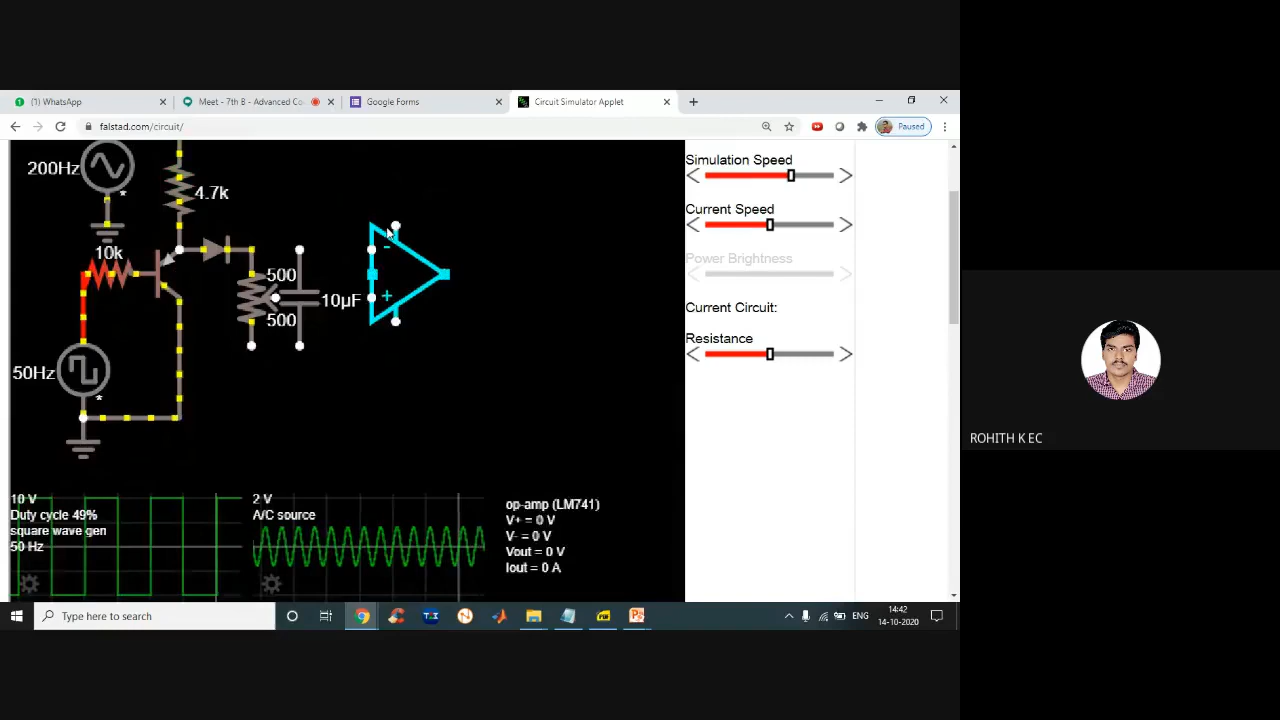 (1) WhatsApp
Meet - 7th B - Advanced Co
Google Forms
Circuit Simulator Applet
falstad.com/circuit/
Paused
200Hz
4.7k
10k
500
10µF
500
50Hz
-
+
10 V
Duty cycle 49%
square wave gen
50 Hz
2 V
A/C source
op-amp (LM741)
V+ = 0 V
V- = 0 V
Vout = 0 V
Iout = 0 A
Simulation Speed
Current Speed
Power Brightness
Current Circuit:
Resistance
ROHITH K EC
Type here to search
ENG
14:42
14-10-2020